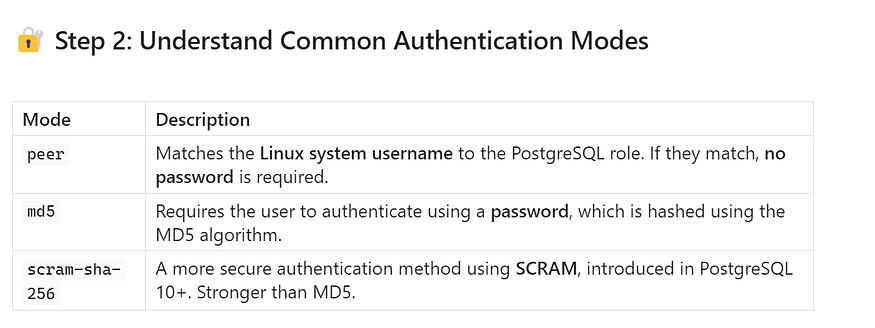 Step 2: Understand Common Authentication Modes
Mode
Description
peer
Matches the Linux system username to the PostgreSQL role. If they match, no
password is required.
md5
Requires the user to authenticate using a password, which is hashed using the
MD5 algorithm.
scram-sha-
256
A more secure authentication method using SCRAM, introduced in PostgreSQL
10+. Stronger than MD5.